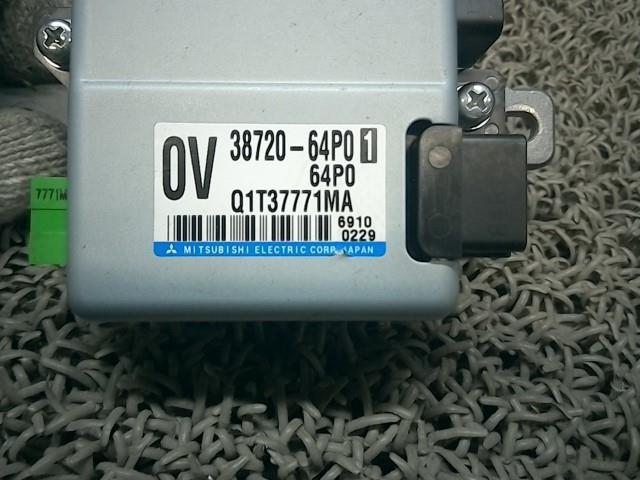 0V 38720-64P0 1
64P0
Q1T37771MA
6910
0229
MITSUBISHI ELECTRIC CORP. JAPAN
7771M